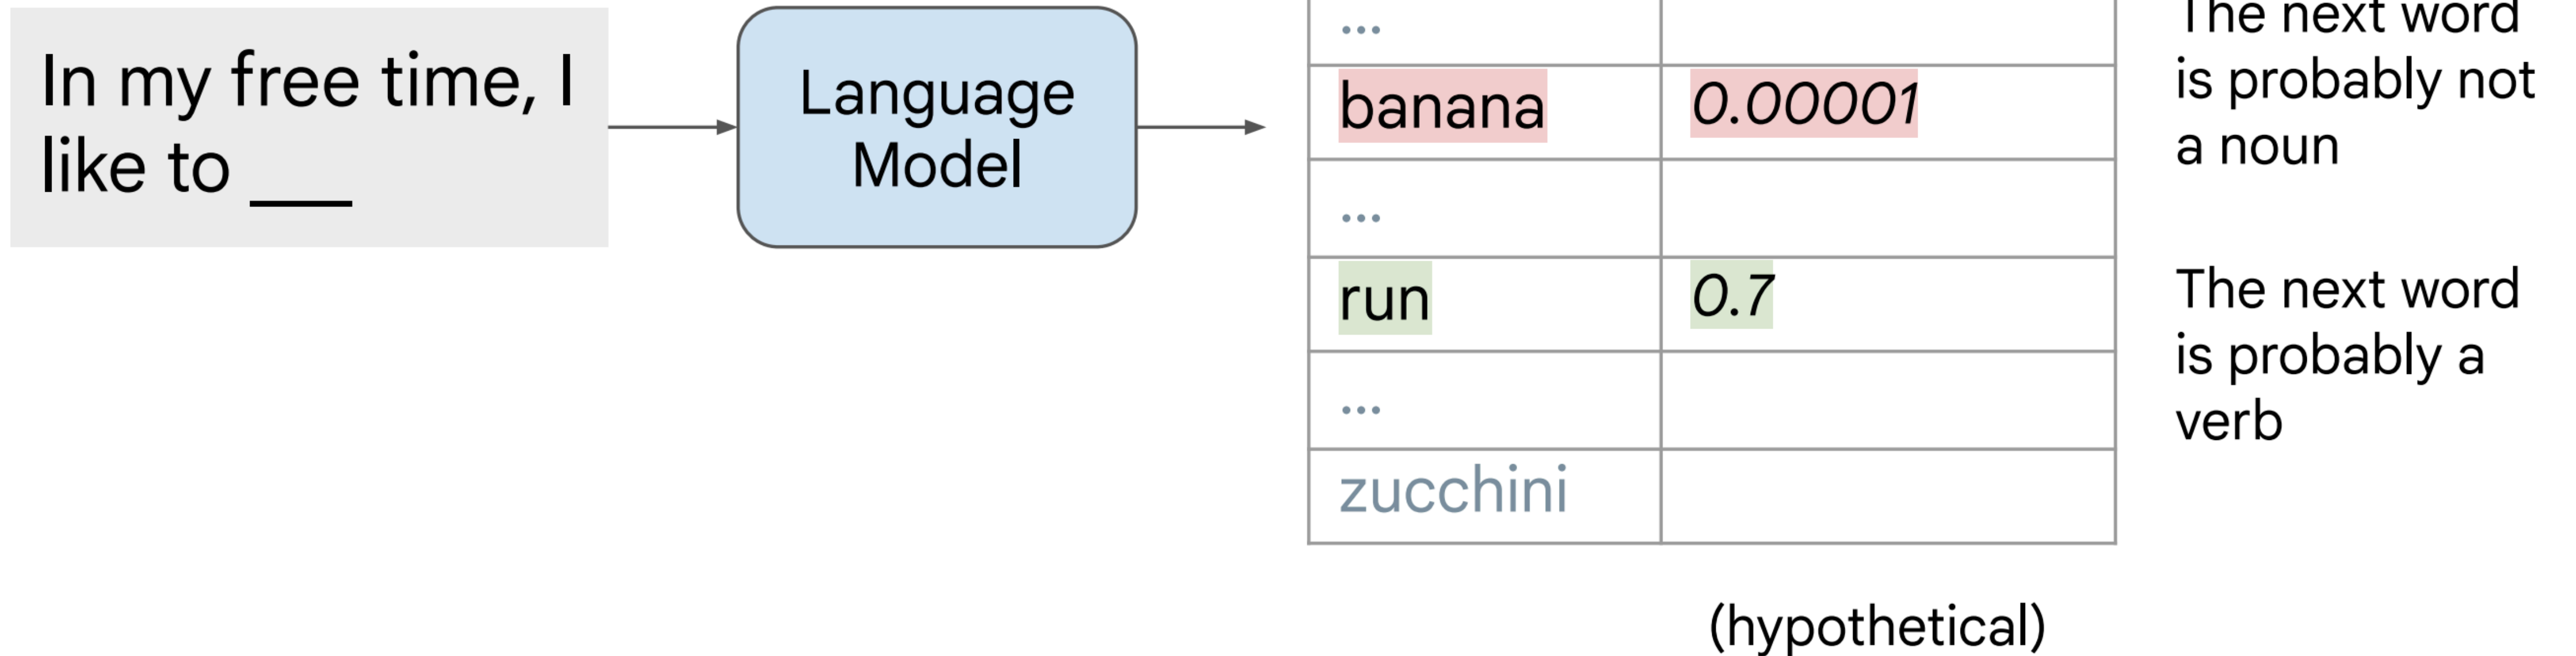 In my free time, I
like to ___
Language
Model
...
banana 0.00001
...
run 0.7
...
zucchini
The next word
is probably not
a noun
The next word
is probably a
verb
(hypothetical)